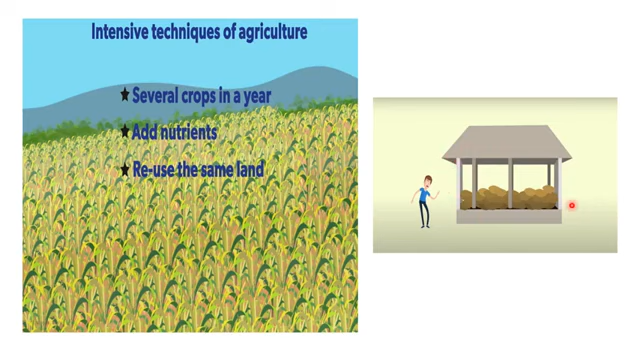 Intensive techniques of agriculture
Several crops in a year
Add nutrients
Re-use the same land